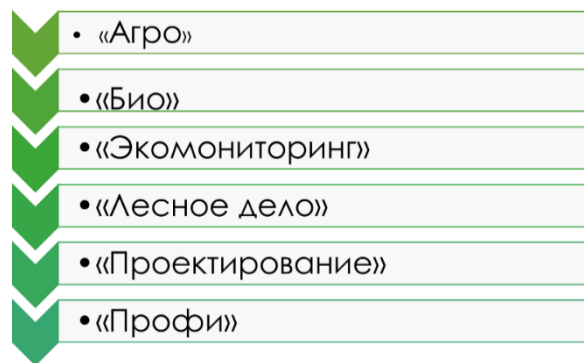 • «Агро»
•«Био»
•«Экомониторинг»
•«Лесное дело»
•«Проектирование»
•«Профи»